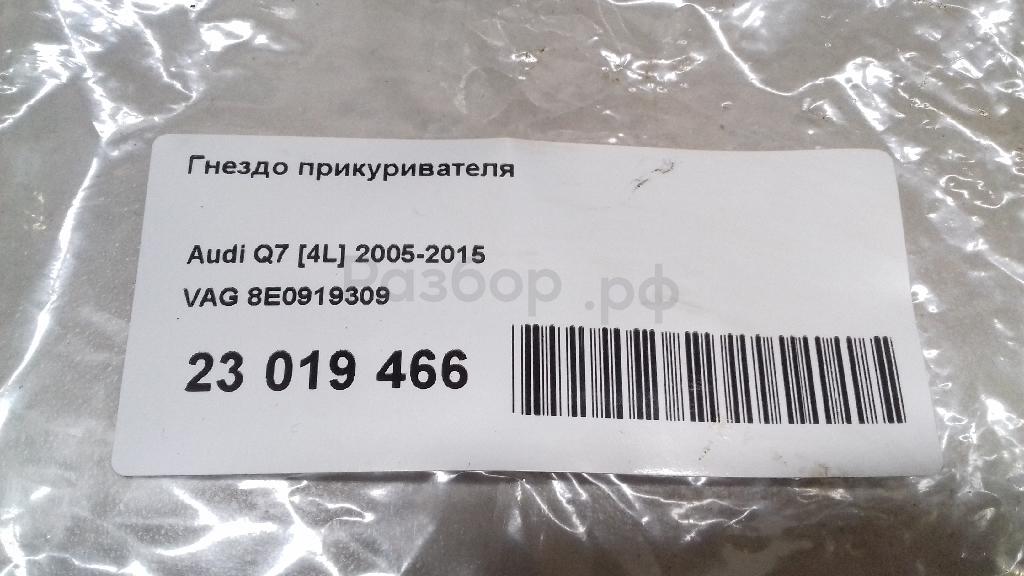 Гнездо прикуривателя
Audi Q7 [4L] 2005-2015
Разбор.рф
VAG 8E0919309
23 019 466